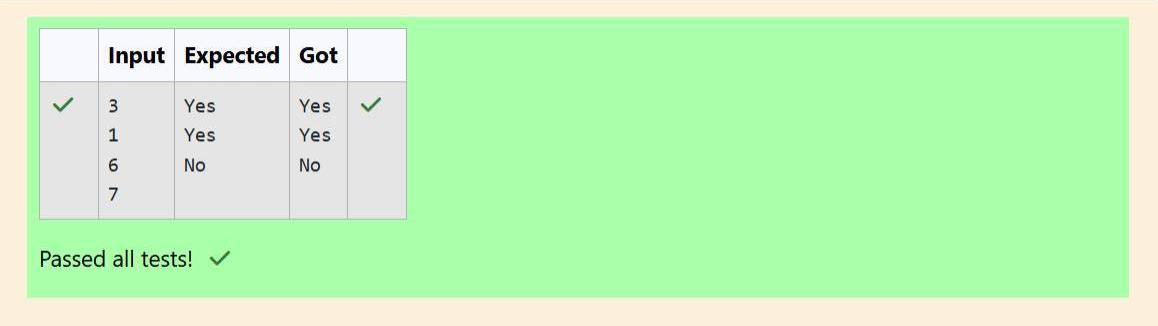 Input Expected Got
3 Yes Yes
1 Yes Yes
6 No No
7
Passed all tests!